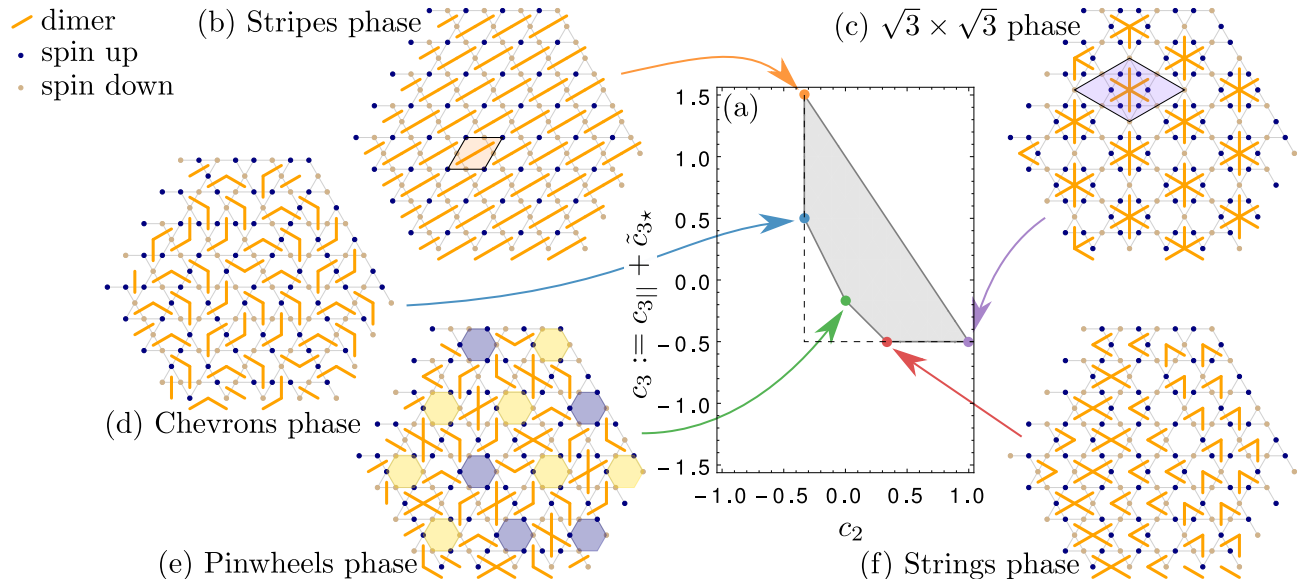 dimer
spin up
spin down
(b) Stripes phase
(c) √3 × √3 phase
(a)
1.5
1.0
0.5
0.0
−0.5
−1.0
−1.5
−1.0 −0.5 0.0 0.5 1.0
c₃ := c₃|| + c̃₃⋆
c₂
(d) Chevrons phase
(e) Pinwheels phase
(f) Strings phase